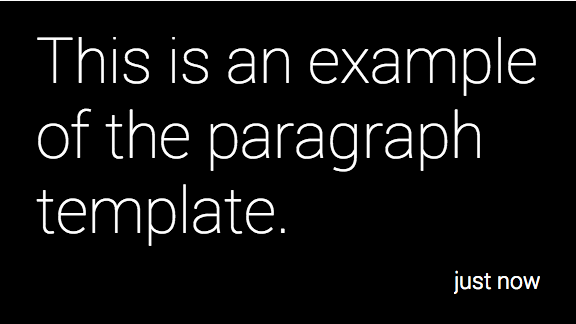 This is an example
of the paragraph
template.
just now